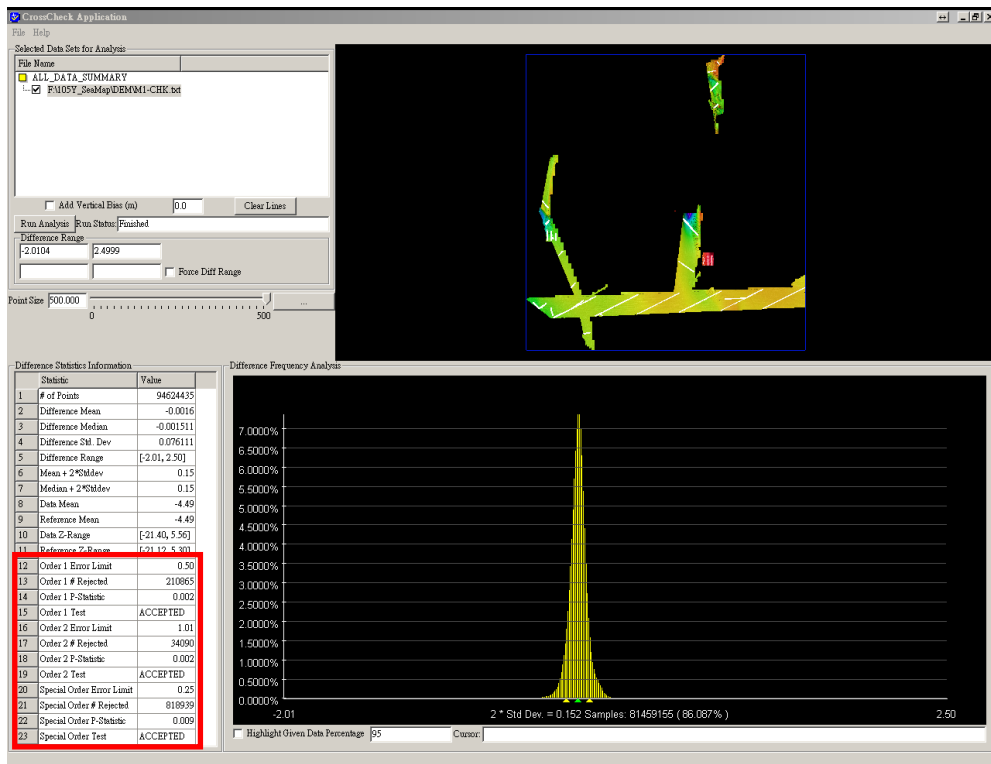 CrossCheck Application
File Help
Selected Data Sets for Analysis
File Name
ALL_DATA_SUMMARY
F:\105Y_SeaMap\DEM\M1-CHK.txt
Add Vertical Bias (m) 0.0 Clear Lines
Run Analysis Run Status: Finished
Difference Range
-2.0104 2.4999
Force Diff Range
Point Size 500.000 ...
0 500
Difference Statistics Information
Statistic Value
1 # of Points 94624435
2 Difference Mean -0.0016
3 Difference Median -0.001511
4 Difference Std. Dev 0.076111
5 Difference Range [-2.01, 2.50]
6 Mean + 2*Stddev 0.15
7 Median + 2*Stddev 0.15
8 Data Mean -4.49
9 Reference Mean -4.49
10 Data Z-Range [-21.40, 5.56]
11 Reference Z-Range [-21.12, 5.30]
12 Order 1 Error Limit 0.50
13 Order 1 # Rejected 210865
14 Order 1 P-Statistic 0.002
15 Order 1 Test ACCEPTED
16 Order 2 Error Limit 1.01
17 Order 2 # Rejected 34090
18 Order 2 P-Statistic 0.002
19 Order 2 Test ACCEPTED
20 Special Order Error Limit 0.25
21 Special Order # Rejected 818939
22 Special Order P-Statistic 0.009
23 Special Order Test ACCEPTED
Difference Frequency Analysis
7.0000%
6.5000%
6.0000%
5.5000%
5.0000%
4.5000%
4.0000%
3.5000%
3.0000%
2.5000%
2.0000%
1.5000%
1.0000%
0.5000%
0.0000%
-2.01 2 * Std Dev. = 0.152 Samples: 81459155 ( 86.087% ) 2.50
Highlight Given Data Percentage 95 Cursor: